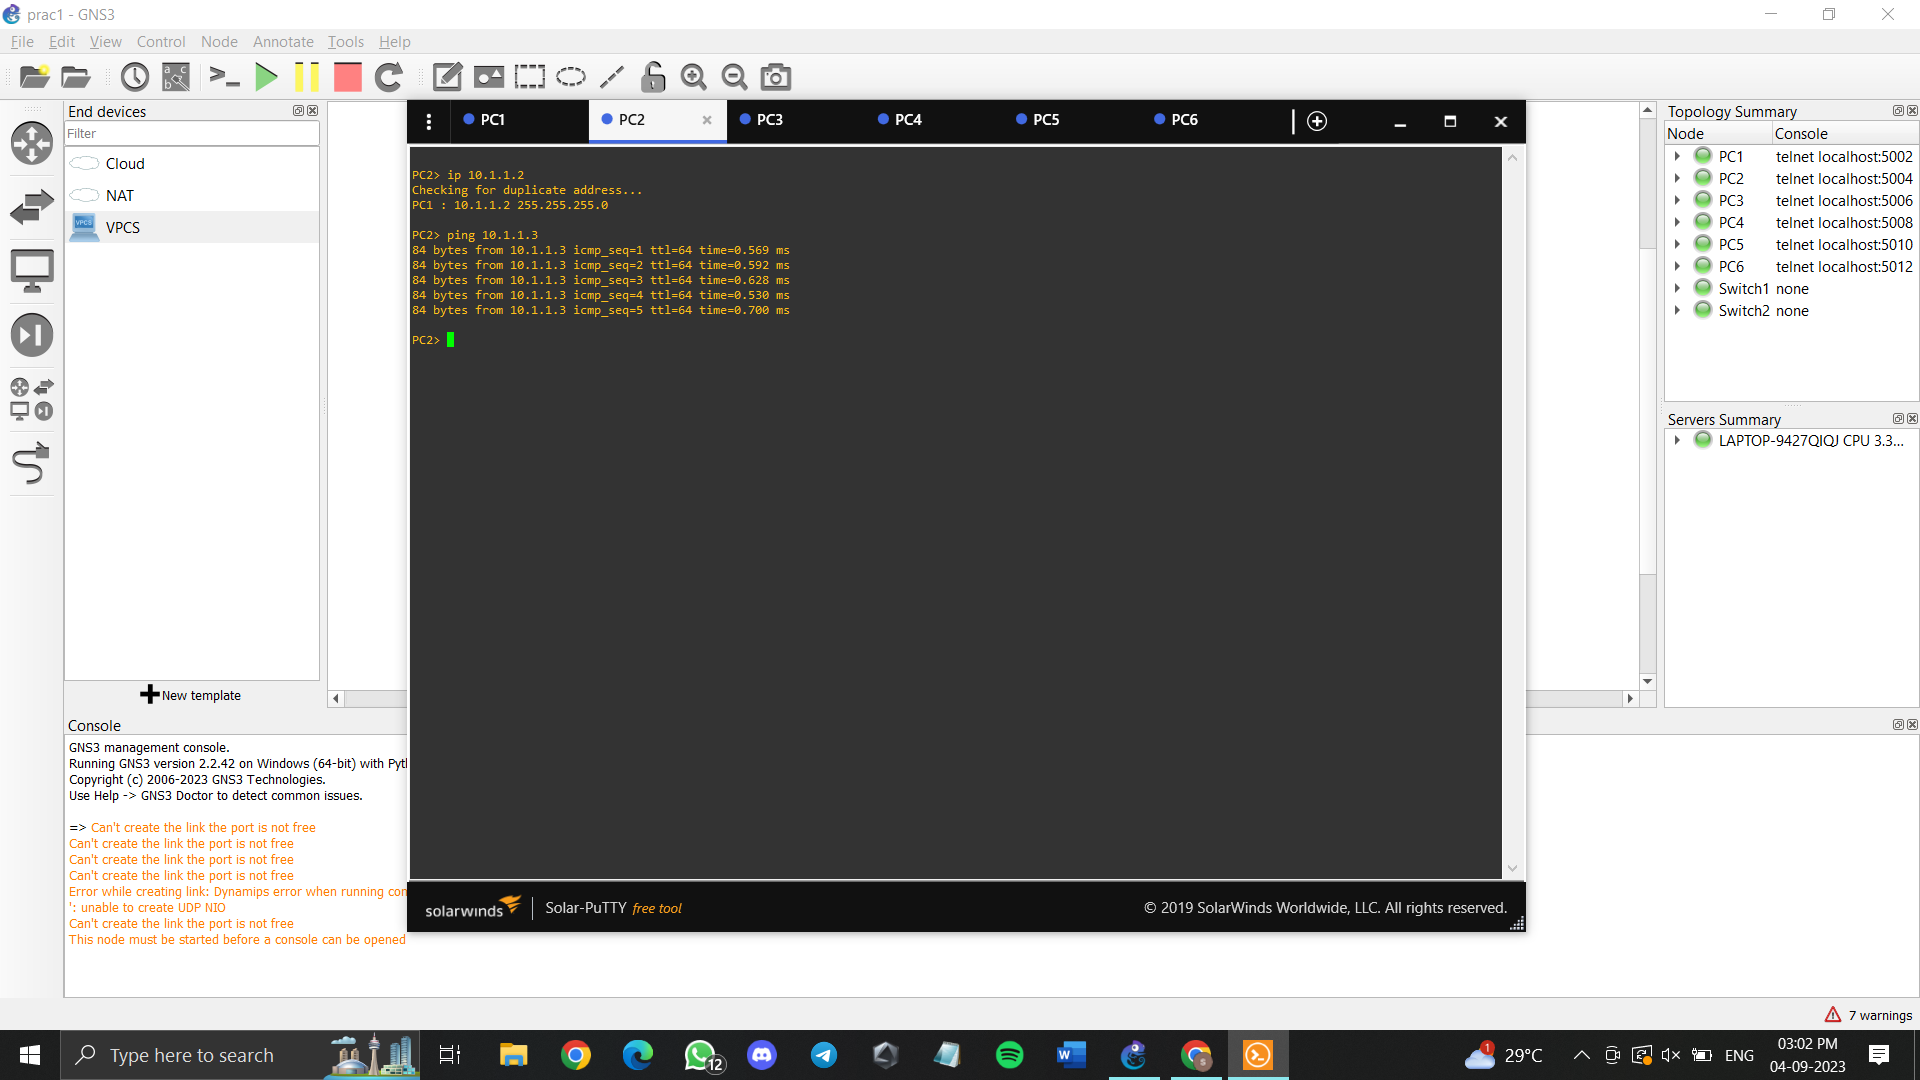 prac1 - GNS3
File Edit View Control Node Annotate Tools Help
End devices
Filter
Cloud
NAT
VPCS
VPCS
New template
PC1 PC2 PC3 PC4 PC5 PC6
PC2> ip 10.1.1.2
Checking for duplicate address...
PC1 : 10.1.1.2 255.255.255.0
PC2> ping 10.1.1.3
84 bytes from 10.1.1.3 icmp_seq=1 ttl=64 time=0.569 ms
84 bytes from 10.1.1.3 icmp_seq=2 ttl=64 time=0.592 ms
84 bytes from 10.1.1.3 icmp_seq=3 ttl=64 time=0.628 ms
84 bytes from 10.1.1.3 icmp_seq=4 ttl=64 time=0.530 ms
84 bytes from 10.1.1.3 icmp_seq=5 ttl=64 time=0.700 ms
PC2>
solarwinds Solar-PuTTY free tool © 2019 SolarWinds Worldwide, LLC. All rights reserved.
Topology Summary
Node Console
PC1 telnet localhost:5002
PC2 telnet localhost:5004
PC3 telnet localhost:5006
PC4 telnet localhost:5008
PC5 telnet localhost:5010
PC6 telnet localhost:5012
Switch1 none
Switch2 none
Servers Summary
LAPTOP-9427QIQJ CPU 3.3...
Console
GNS3 management console.
Running GNS3 version 2.2.42 on Windows (64-bit) with Pyt
Copyright (c) 2006-2023 GNS3 Technologies.
Use Help -> GNS3 Doctor to detect common issues.
=> Can't create the link the port is not free
Can't create the link the port is not free
Can't create the link the port is not free
Can't create the link the port is not free
Error while creating link: Dynamips error when running con
': unable to create UDP NIO
Can't create the link the port is not free
This node must be started before a console can be opened
7 warnings
Type here to search
12
1
29°C
ENG
03:02 PM
04-09-2023